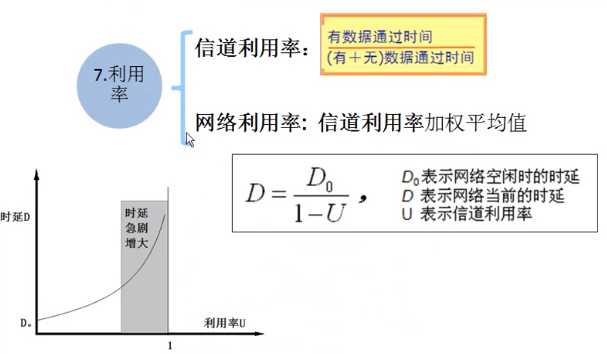 7.利用
率
信道利用率：
有数据通过时间
(有＋无)数据通过时间
网络利用率: 信道利用率加权平均值
D = D₀ / 1−U ，
D₀ 表示网络空闲时的时延
D 表示网络当前的时延
U 表示信道利用率
时延D
时延
急剧
增大
D。
利用率U
1